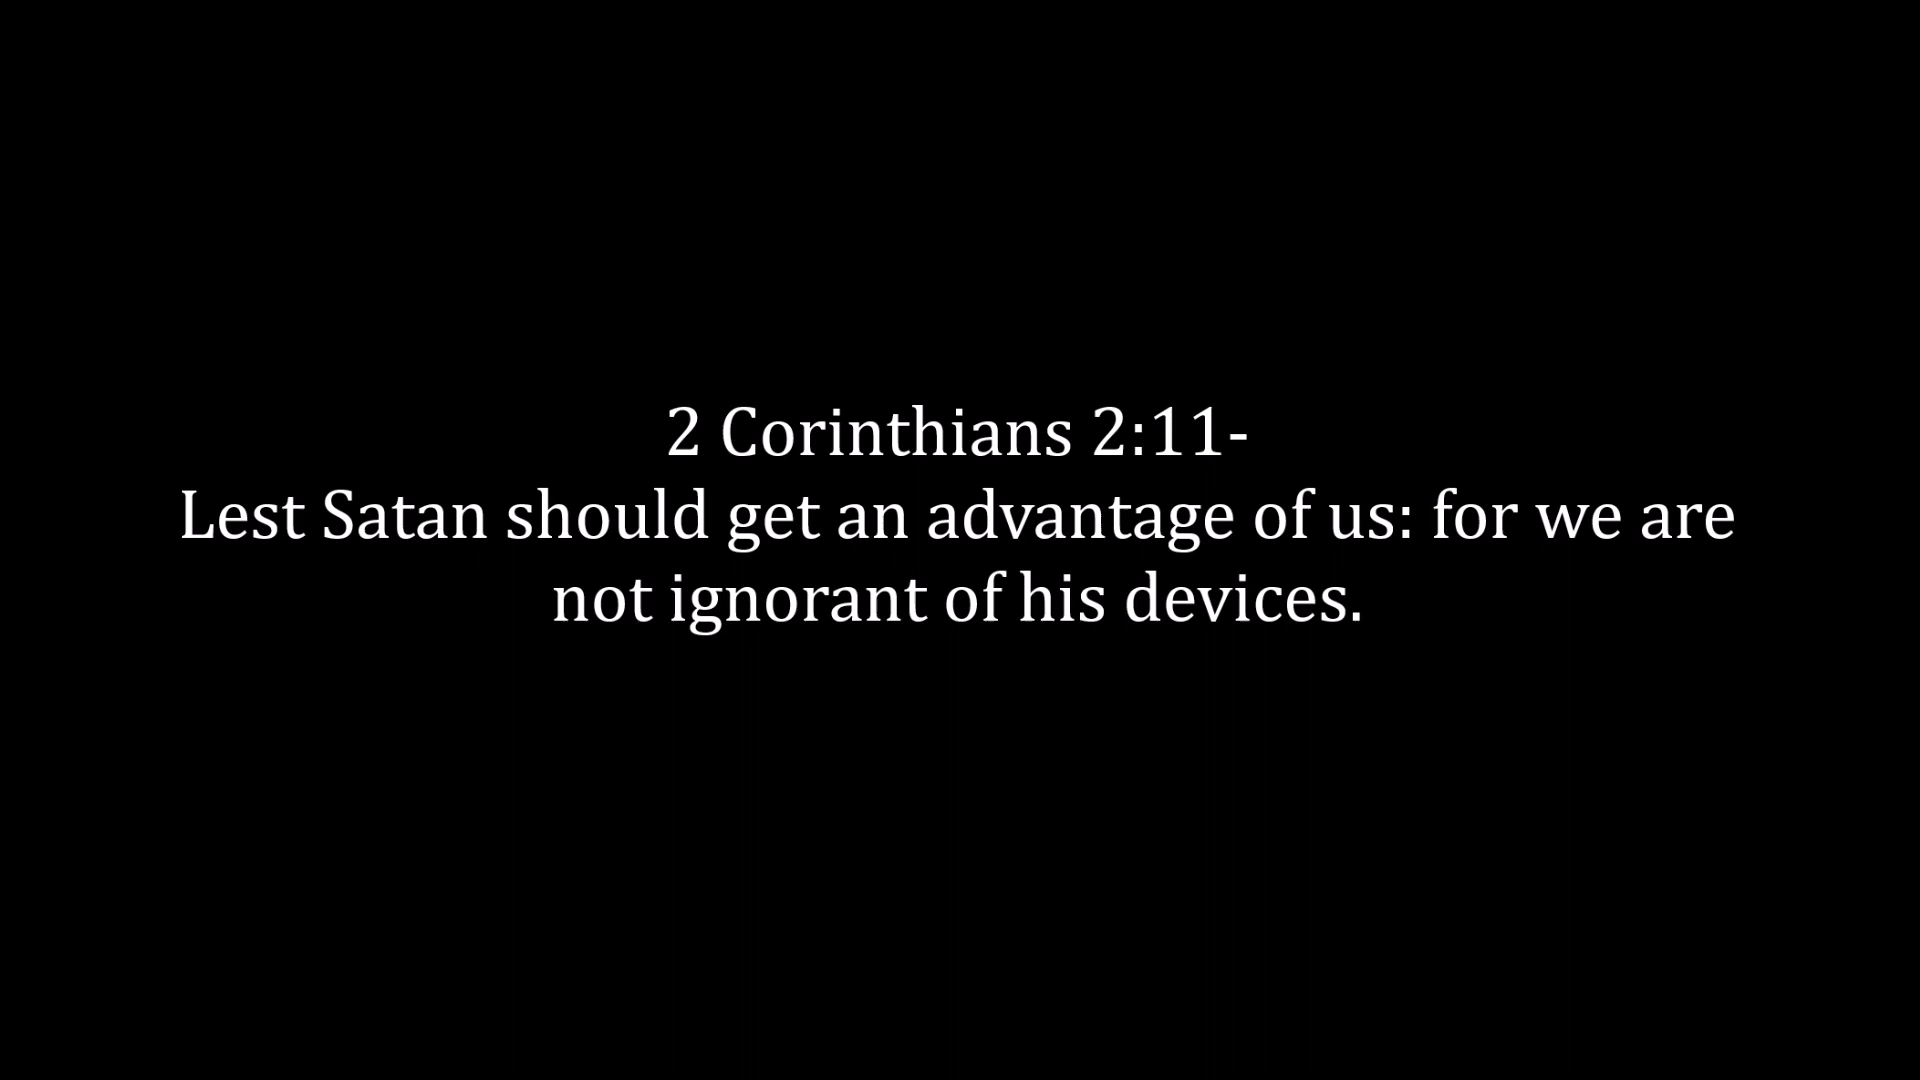 2 Corinthians 2:11-
Lest Satan should get an advantage of us: for we are
not ignorant of his devices.